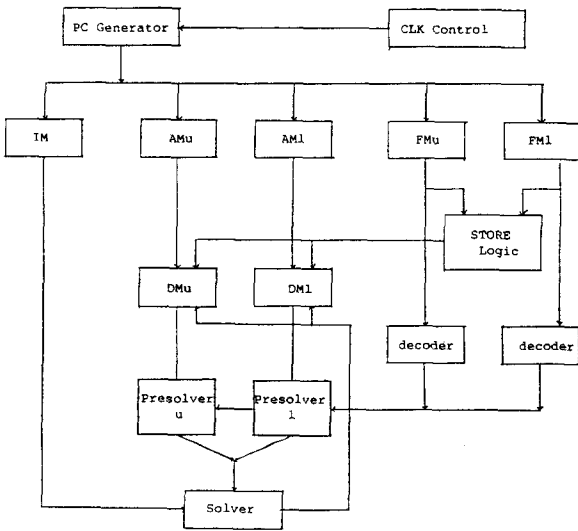 PC Generator
CLK Control
IM
AMu
AMl
FMu
FMl
STORE
Logic
DMu
DMl
decoder
decoder
Presolver
u
Presolver
l
Solver